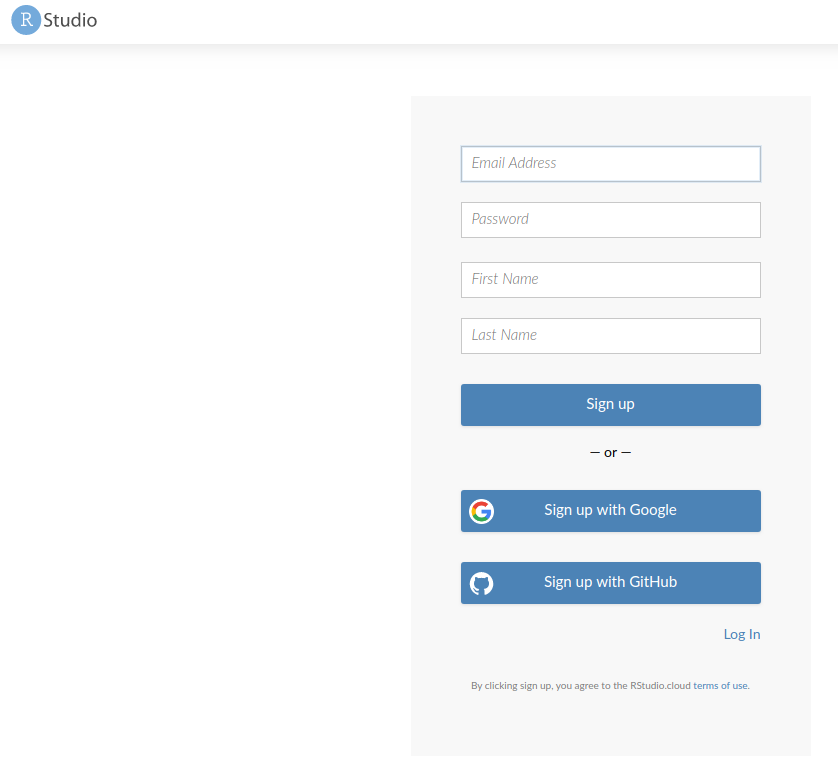 R Studio
Email Address
Password
First Name
Last Name
Sign up
— or —
Sign up with Google
Sign up with GitHub
Log In
By clicking sign up, you agree to the RStudio.cloud terms of use.